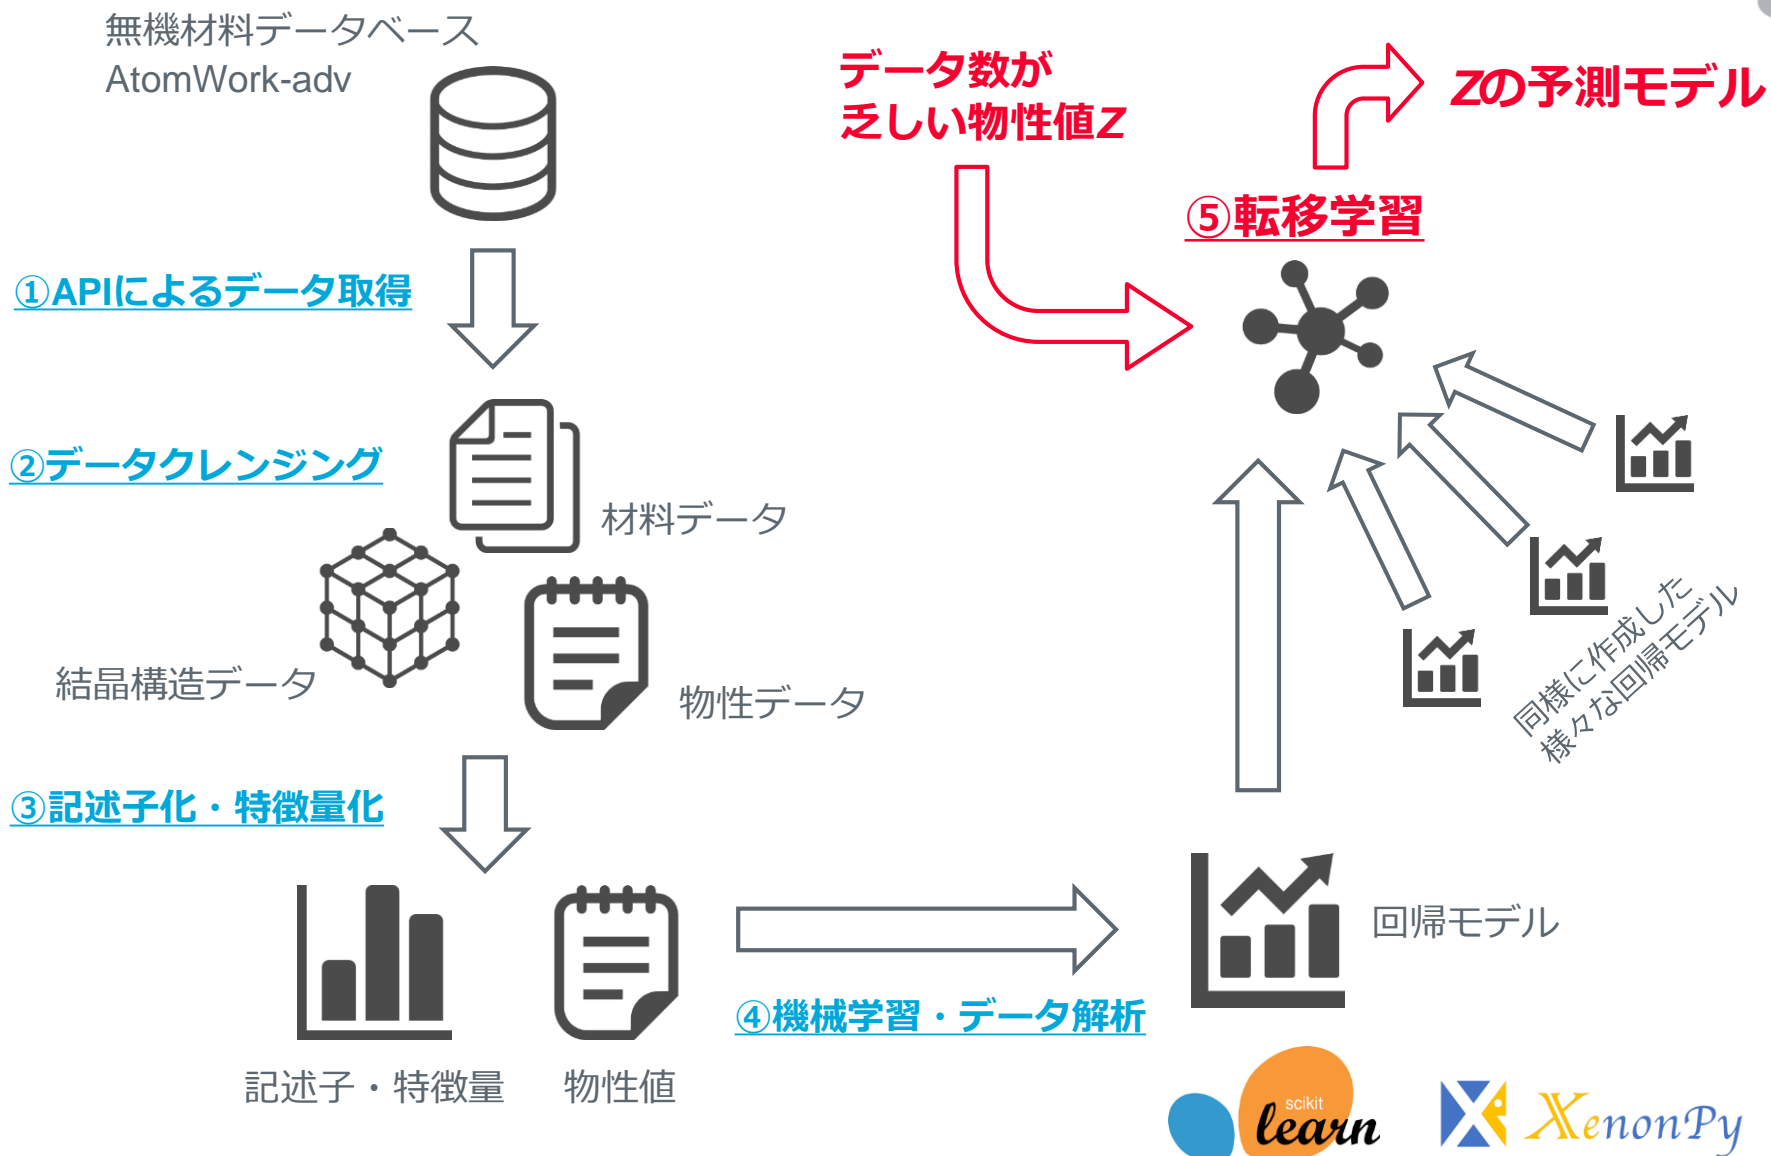 無機材料データベース
AtomWork-adv
①APIによるデータ取得
②データクレンジング
材料データ
結晶構造データ
物性データ
③記述子化・特徴量化
記述子・特徴量
物性値
④機械学習・データ解析
回帰モデル
同様に作成した
様々な回帰モデル
データ数が
乏しい物性値Z
⑤転移学習
Zの予測モデル
scikit
learn
XenonPy